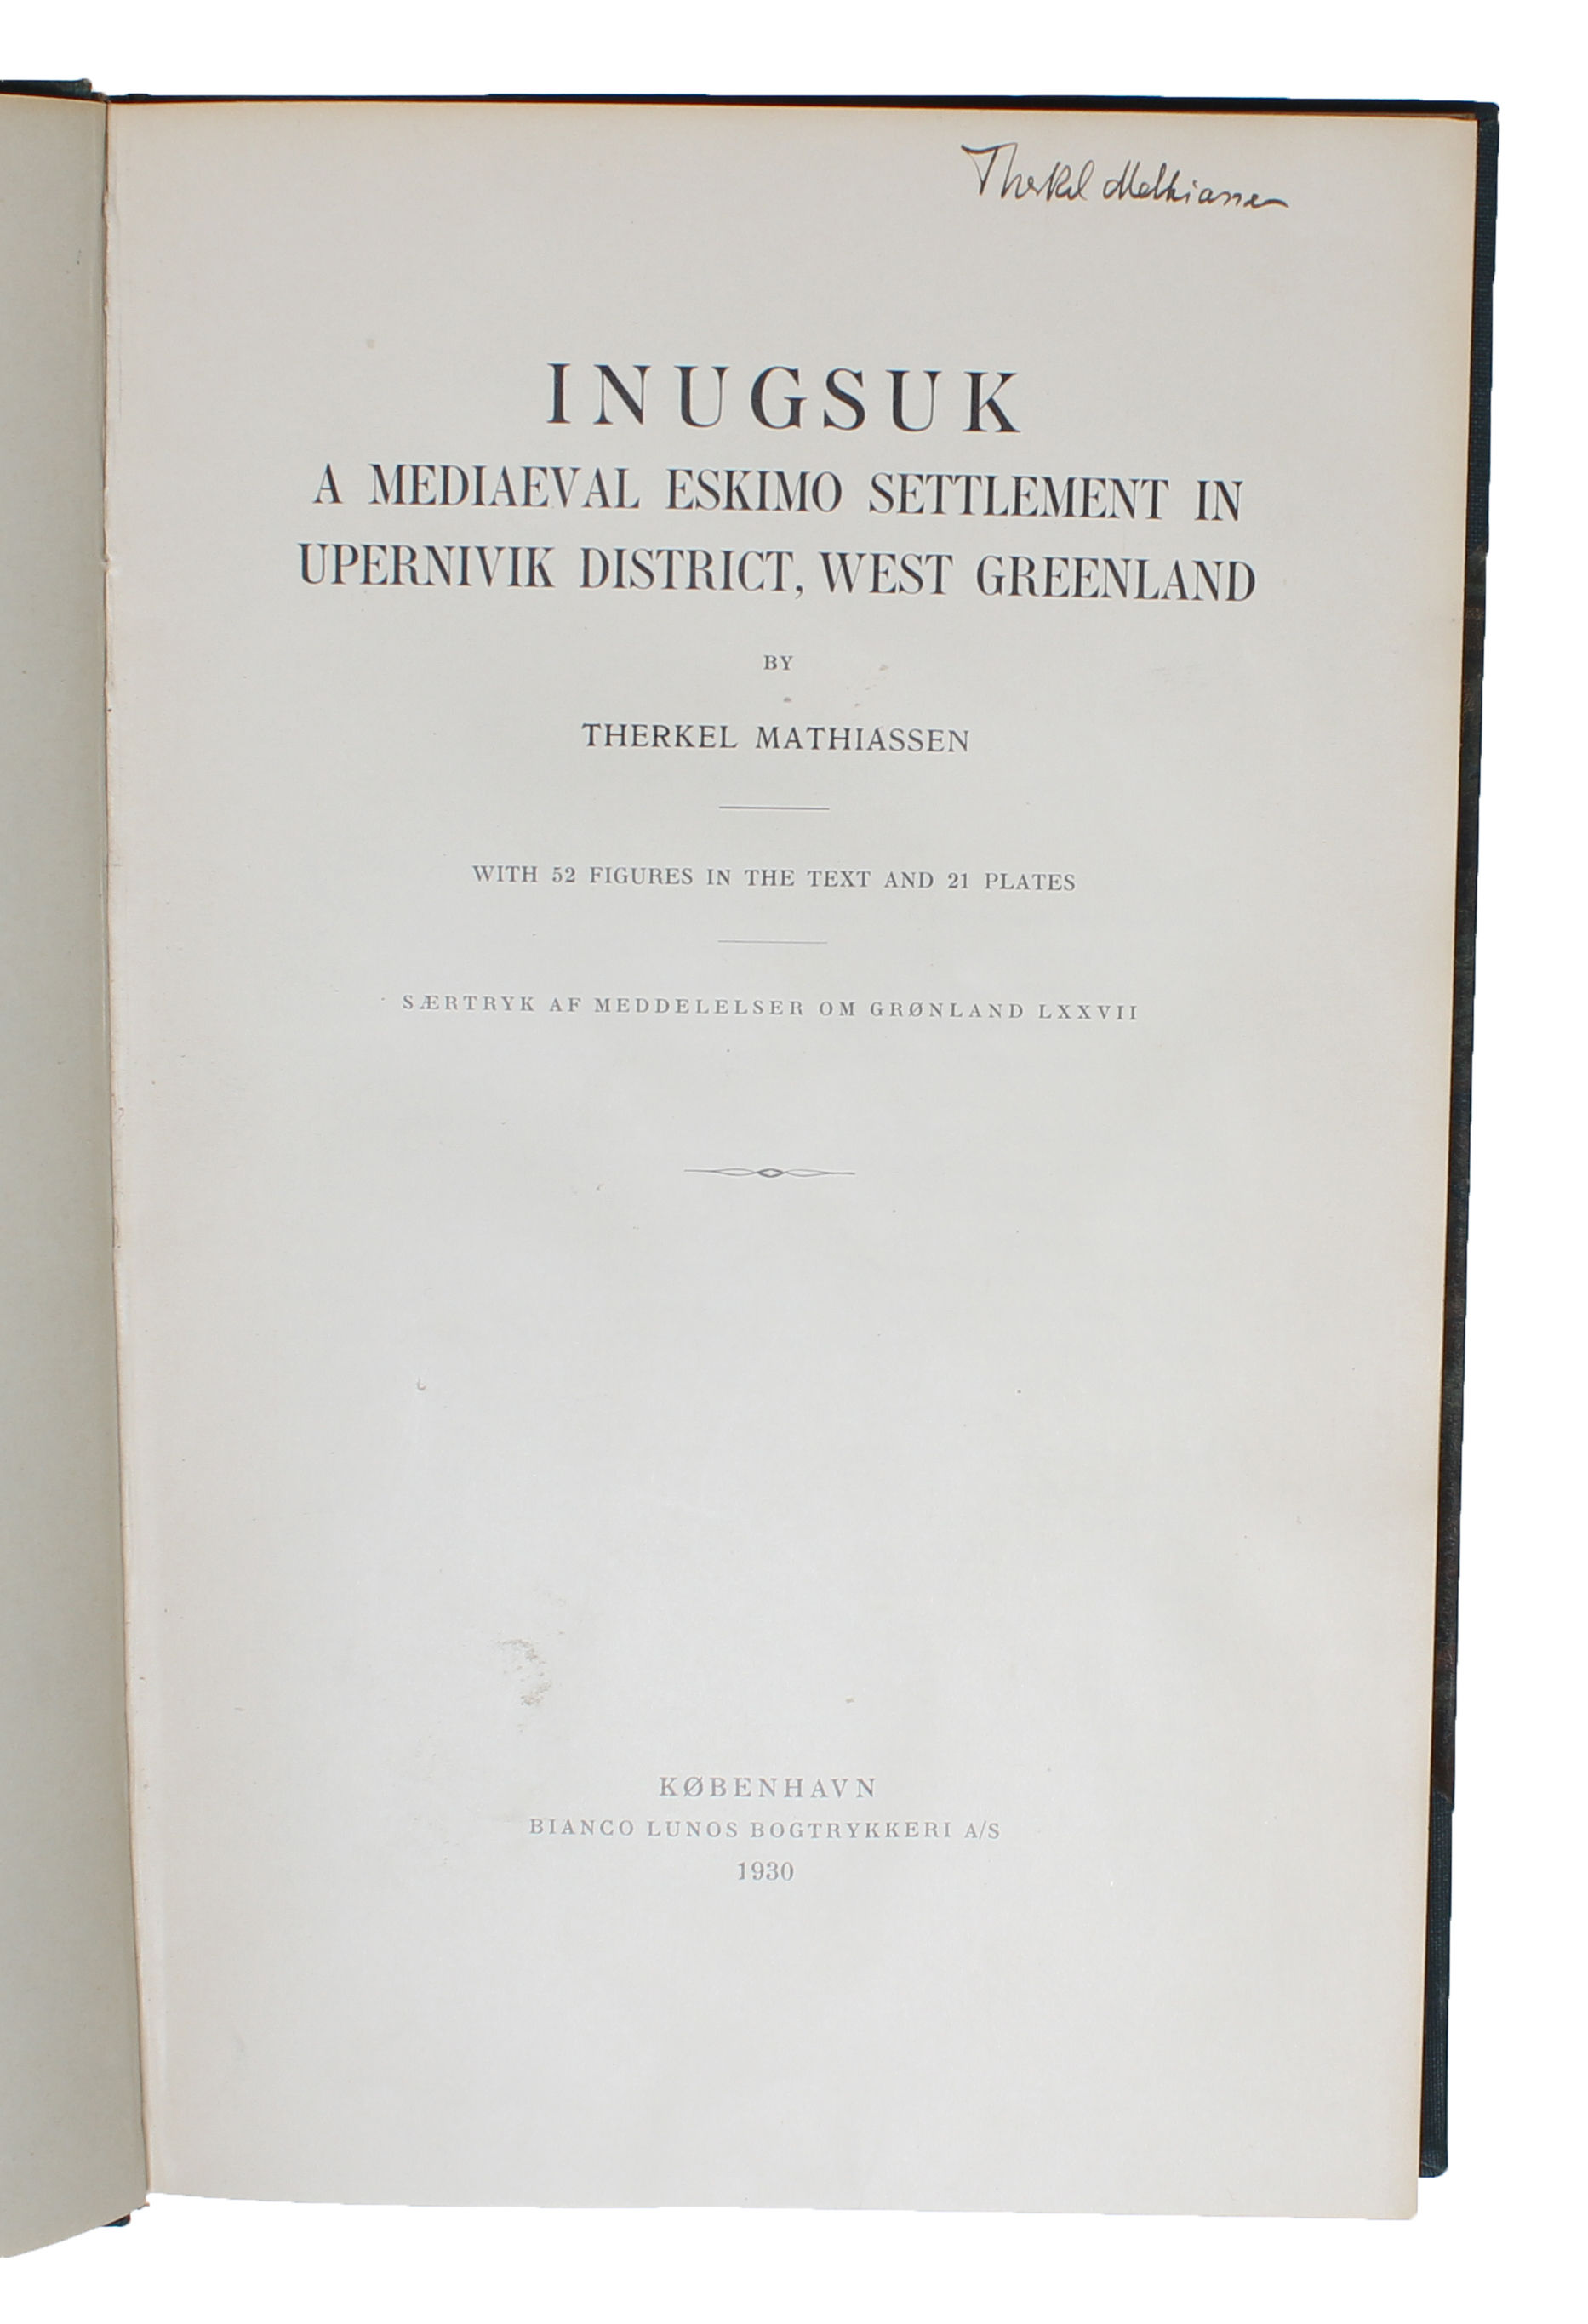 Therkel Mathiassen
INUGSUK
A MEDIAEVAL ESKIMO SETTLEMENT IN
UPERNIVIK DISTRICT, WEST GREENLAND
BY
THERKEL MATHIASSEN
WITH 52 FIGURES IN THE TEXT AND 21 PLATES
SÆRTRYK AF MEDDELELSER OM GRØNLAND LXXVII
KØBENHAVN
BIANCO LUNOS BOGTRYKKERI A/S
1930